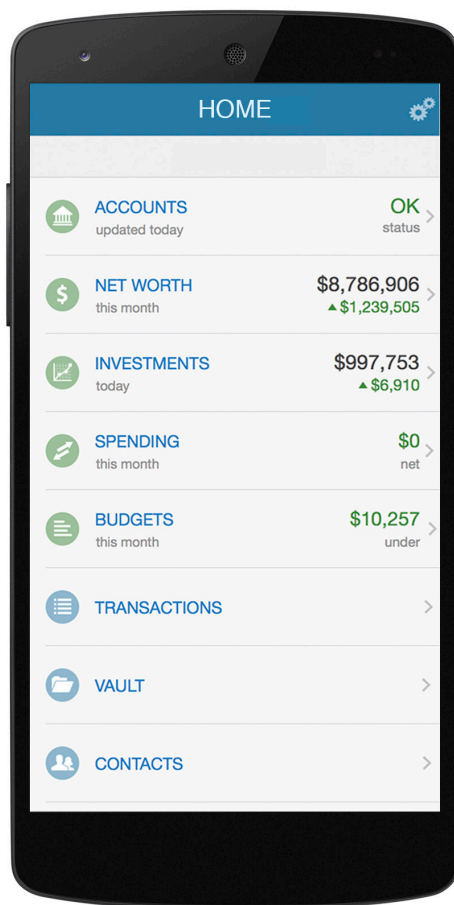 HOME
ACCOUNTS
OK
updated today
status
$
NET WORTH
$8,786,906
this month
▲ $1,239,505
INVESTMENTS
$997,753
today
▲ $6,910
SPENDING
$0
this month
net
BUDGETS
$10,257
this month
under
TRANSACTIONS
VAULT
CONTACTS